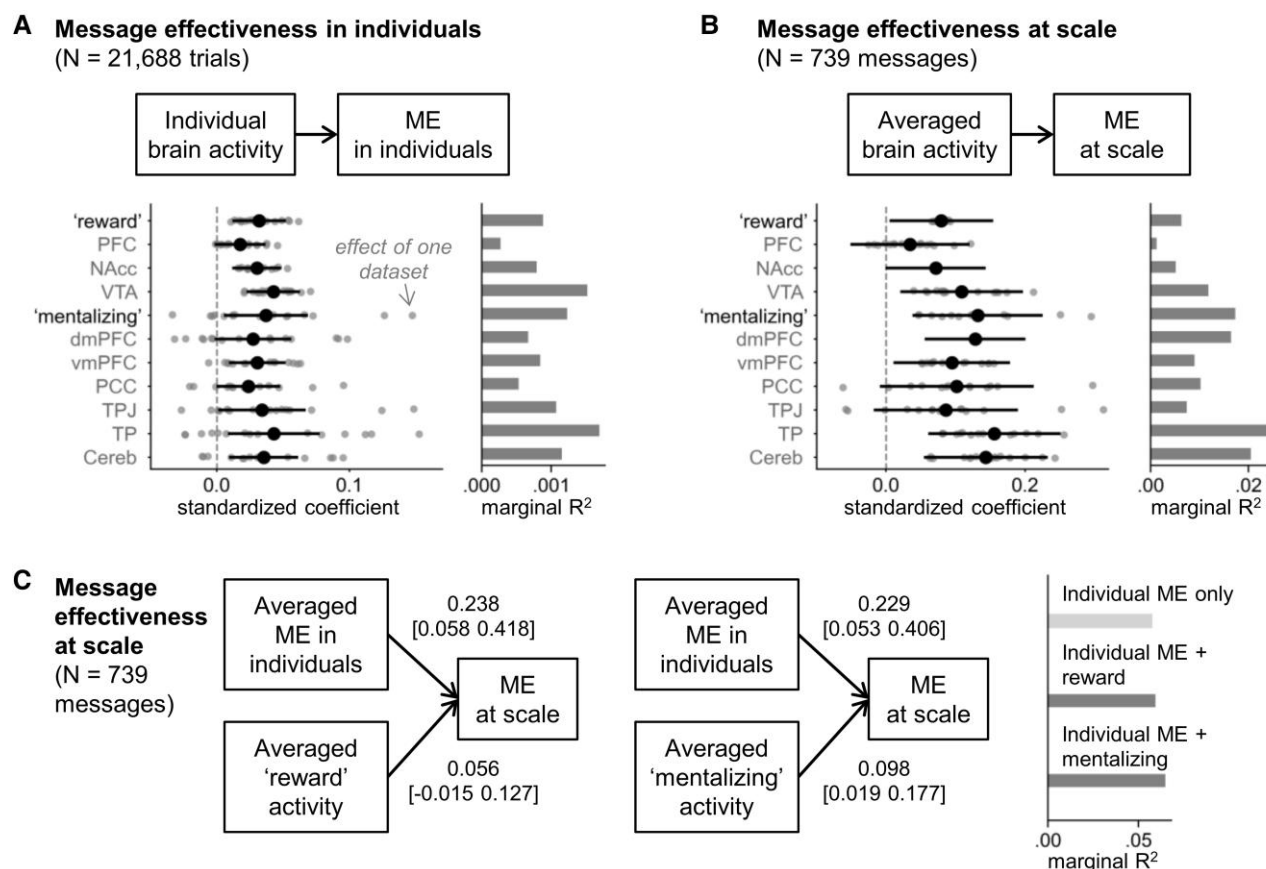 A Message effectiveness in individuals
(N = 21,688 trials)
Individual
brain activity
ME
in individuals
'reward'
PFC
NAcc
VTA
'mentalizing'
dmPFC
vmPFC
PCC
TPJ
TP
Cereb
effect of one
dataset
0.0 0.1
standardized coefficient
.000 .001
marginal R²
B Message effectiveness at scale
(N = 739 messages)
Averaged
brain activity
ME
at scale
'reward'
PFC
NAcc
VTA
'mentalizing'
dmPFC
vmPFC
PCC
TPJ
TP
Cereb
0.0 0.2
standardized coefficient
.00 .02
marginal R²
C Message
effectiveness
at scale
(N = 739
messages)
Averaged
ME in
individuals
0.238
[0.058 0.418]
ME
at scale
Averaged
'reward'
activity
0.056
[-0.015 0.127]
Averaged
ME in
individuals
0.229
[0.053 0.406]
ME
at scale
Averaged
'mentalizing'
activity
0.098
[0.019 0.177]
Individual ME only
Individual ME +
reward
Individual ME +
mentalizing
.00 .05
marginal R²